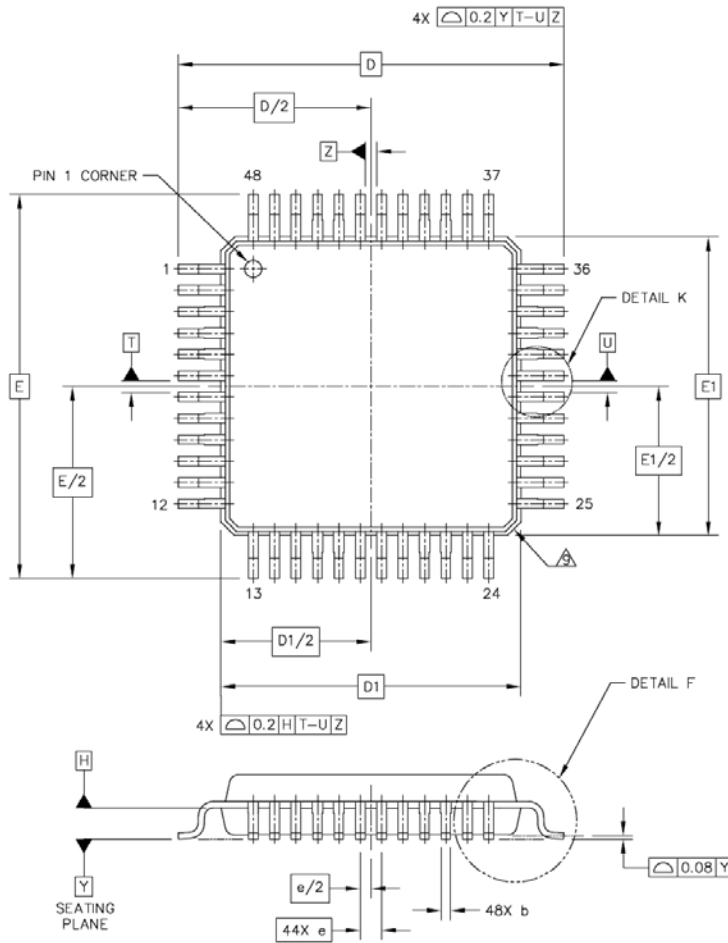 4X ⌓ 0.2 Y T-U Z
D
D/2
Z
PIN 1 CORNER
48
37
1
36
DETAIL K
T
U
E
E1
E/2
E1/2
12
25
9
13
24
D1/2
D1
DETAIL F
4X ⌓ 0.2 H T-U Z
H
⌓ 0.08 Y
Y
SEATING
PLANE
e/2
48X b
44X e